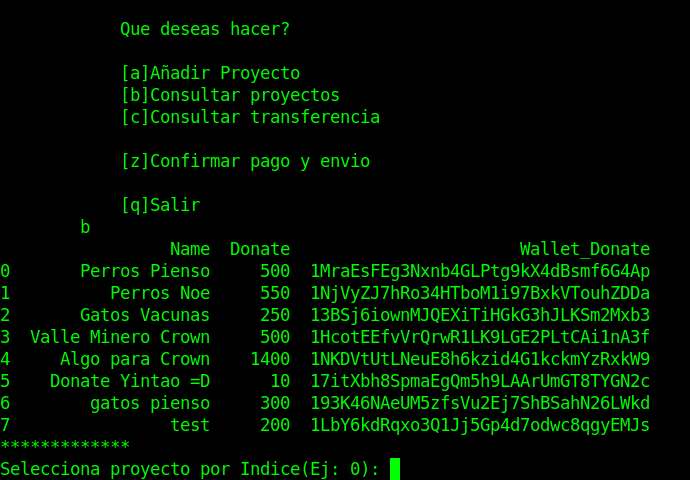 Que deseas hacer?
[a]Añadir Proyecto
[b]Consultar proyectos
[c]Consultar transferencia
[z]Confirmar pago y envio
[q]Salir
b
Name Donate Wallet_Donate
0 Perros Pienso 500 1MraEsFEg3Nxnb4GLPtg9kX4dBsmf6G4Ap
1 Perros Noe 550 1NjVyZJ7hRo34HTboM1i97BxkVTouhZDDa
2 Gatos Vacunas 250 13BSj6iownMJQEXiTiHGkG3hJLKSm2Mxb3
3 Valle Minero Crown 500 1HcotEEfvVrQrwR1LK9LGE2PLtCAi1nA3f
4 Algo para Crown 1400 1NKDVtUtLNeuE8h6kzid4G1kckmYzRxkW9
5 Donate Yintao =D 10 17itXbh8SpmaEgQm5h9LAArUmGT8TYGN2c
6 gatos pienso 300 193K46NAeUM5zfsVu2Ej7ShBSahN26LWkd
7 test 200 1LbY6kdRqxo3Q1Jj5Gp4d7odwc8qgyEMJs
*************
Selecciona proyecto por Indice(Ej: 0):